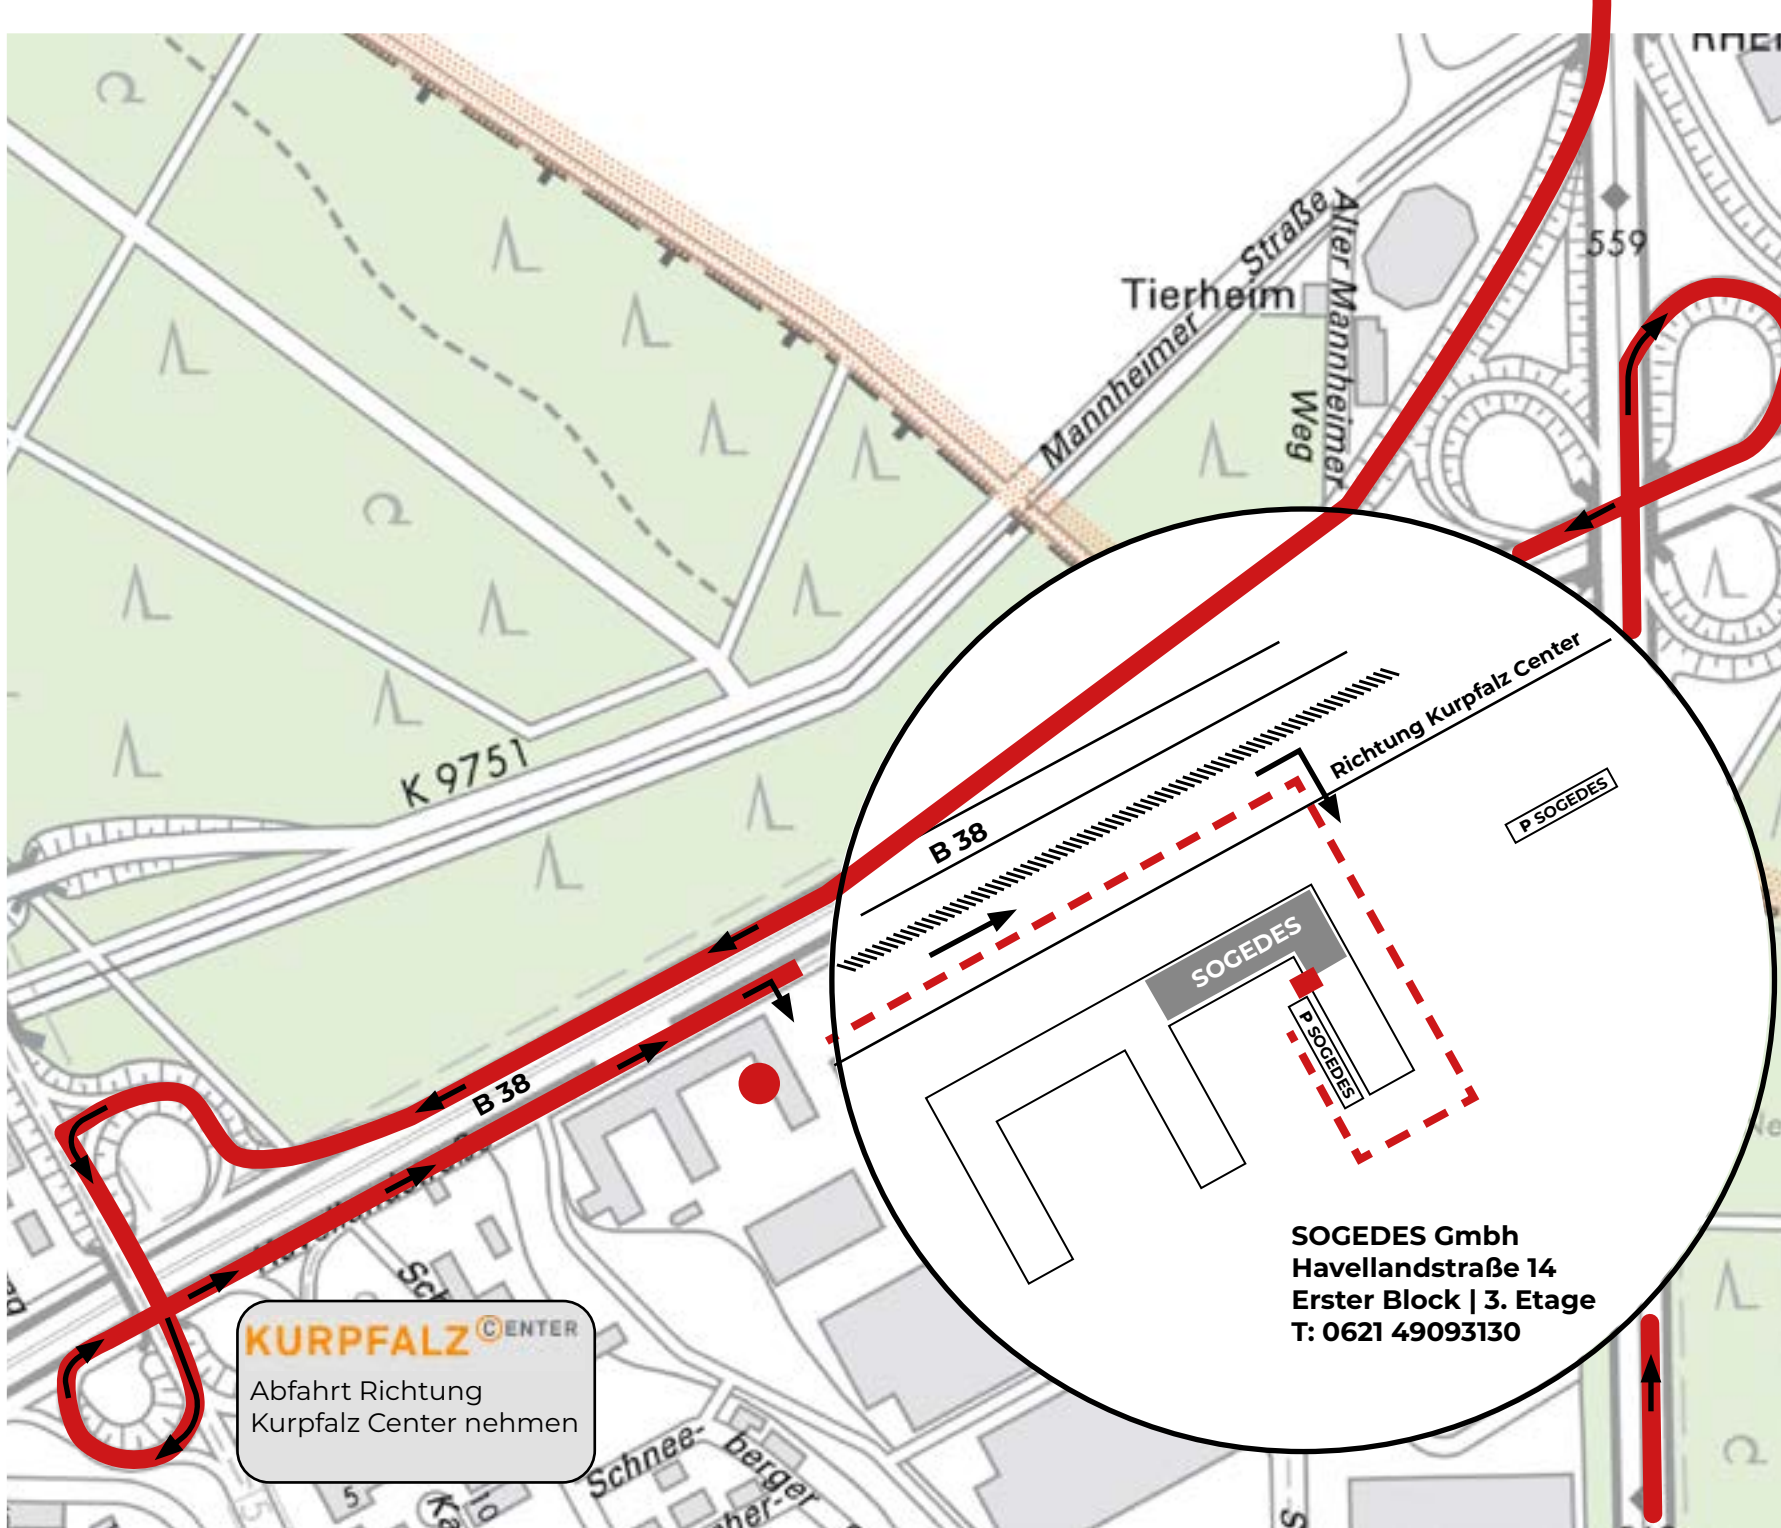 559
Tierheim
Mannheimer Straße
Alter Mannheimer
Weg
K 9751
Richtung Kurpfalz Center
B 38
P SOGEDES
SOGEDES
P SOGEDES
B 38
SOGEDES Gmbh
Havellandstraße 14
Erster Block | 3. Etage
T: 0621 49093130
KURPFALZ CENTER
Abfahrt Richtung
Kurpfalz Center nehmen
Schnee-
berger
5